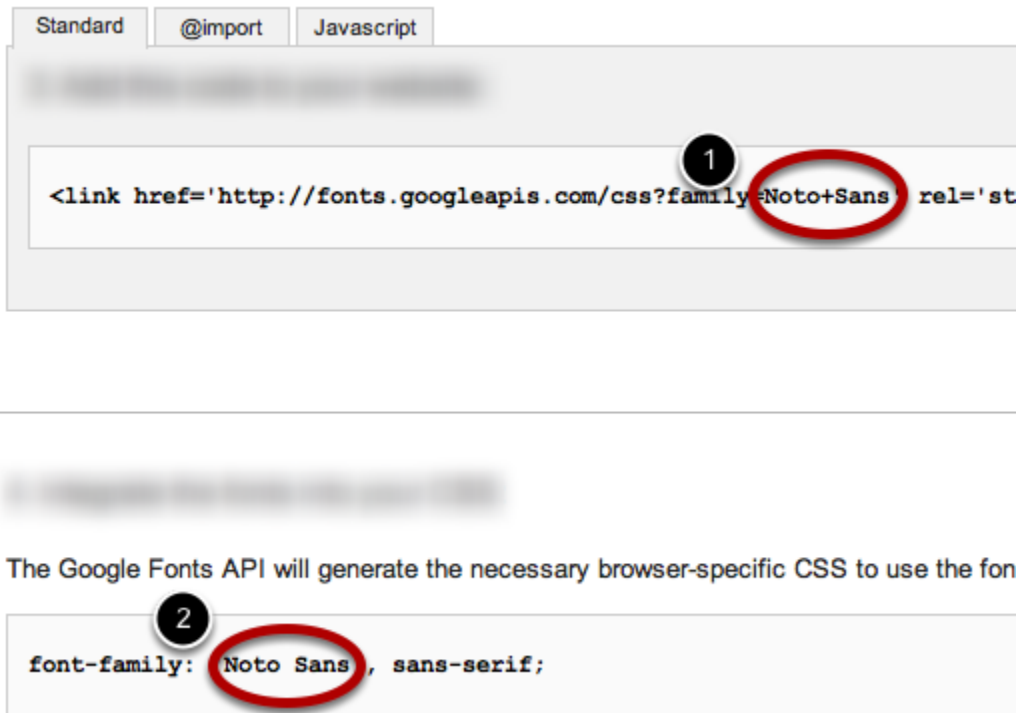 Standard @import Javascript
1
<link href='http://fonts.googleapis.com/css?family=Noto+Sans' rel='st
The Google Fonts API will generate the necessary browser-specific CSS to use the fon
2
font-family: 'Noto Sans', sans-serif;